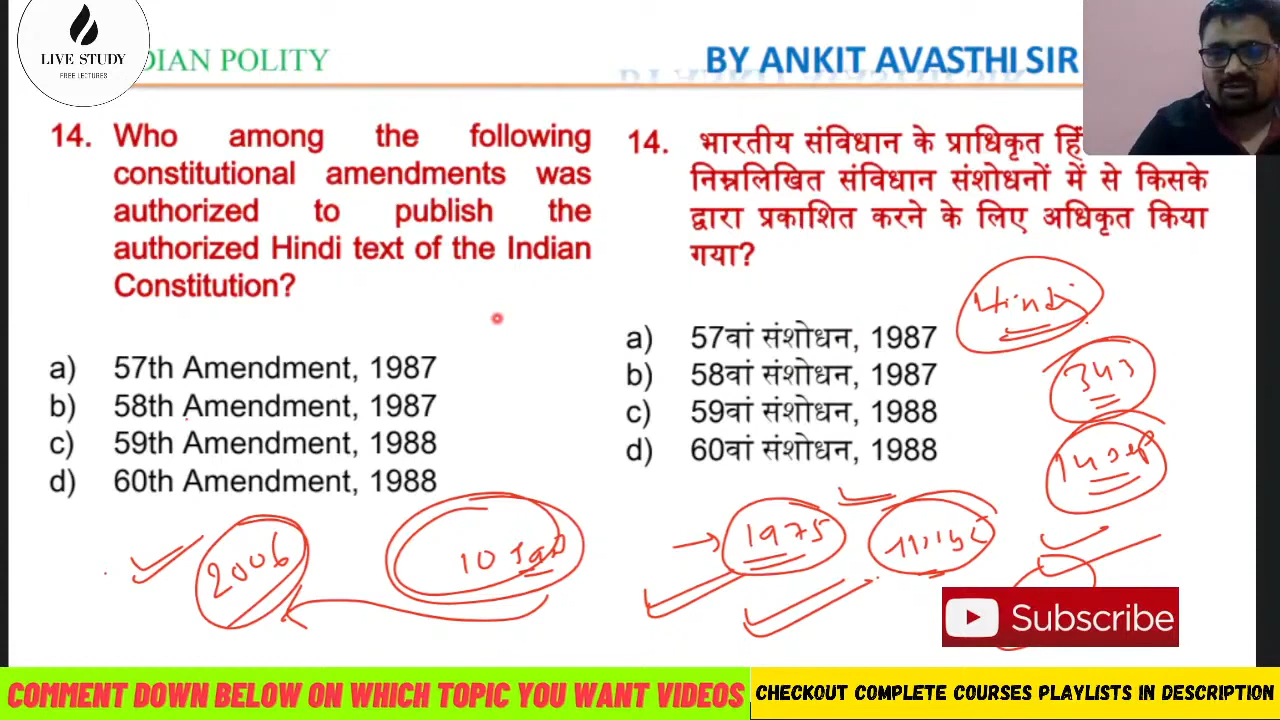 LIVE STUDY
FREE LECTURES
DIAN POLITY
BY ANKIT AVASTHI SIR
14. Who among the following
constitutional amendments was
authorized to publish the
authorized Hindi text of the Indian
Constitution?
a) 57th Amendment, 1987
b) 58th Amendment, 1987
c) 59th Amendment, 1988
d) 60th Amendment, 1988
14. भारतीय संविधान के प्राधिकृत हिं
निम्नलिखित संविधान संशोधनों में से किसके
द्वारा प्रकाशित करने के लिए अधिकृत किया
गया?
a) 57वां संशोधन, 1987
b) 58वां संशोधन, 1987
c) 59वां संशोधन, 1988
d) 60वां संशोधन, 1988
Hindi
343
14 sep
2006
10 Jan
1975
Subscribe
COMMENT DOWN BELOW ON WHICH TOPIC YOU WANT VIDEOS
CHECKOUT COMPLETE COURSES PLAYLISTS IN DESCRIPTION